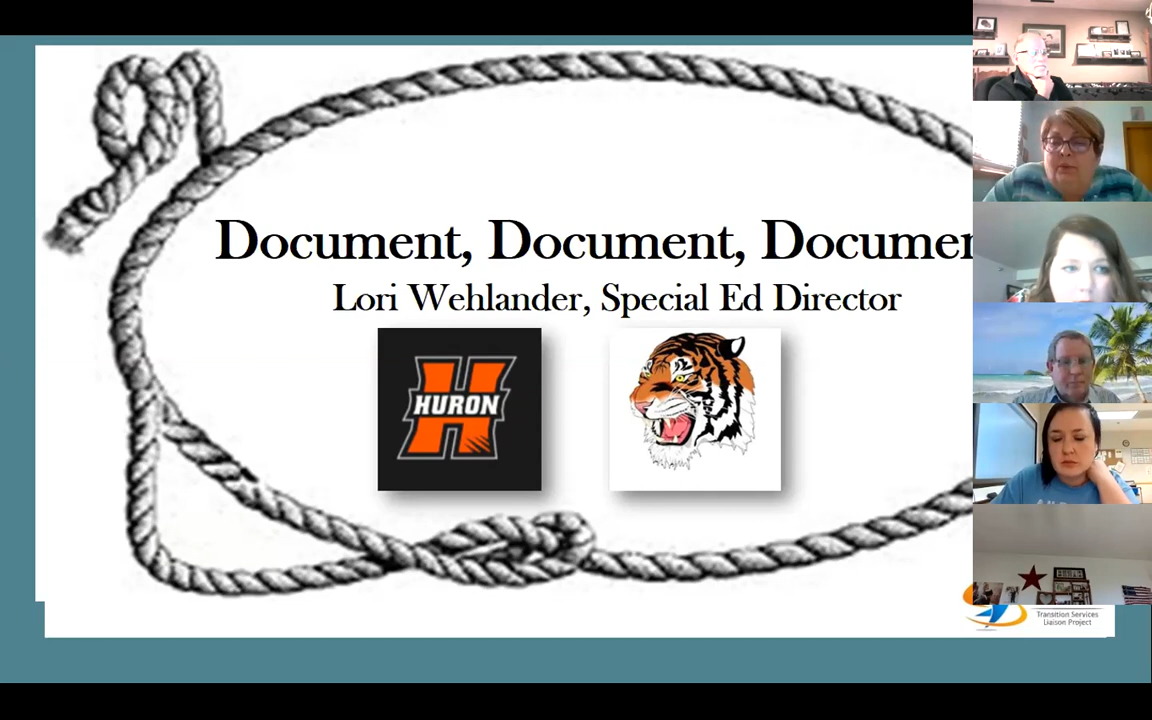 Document, Document, Documen
Lori Wehlander, Special Ed Director
HURON
Transition Services
Liaison Project